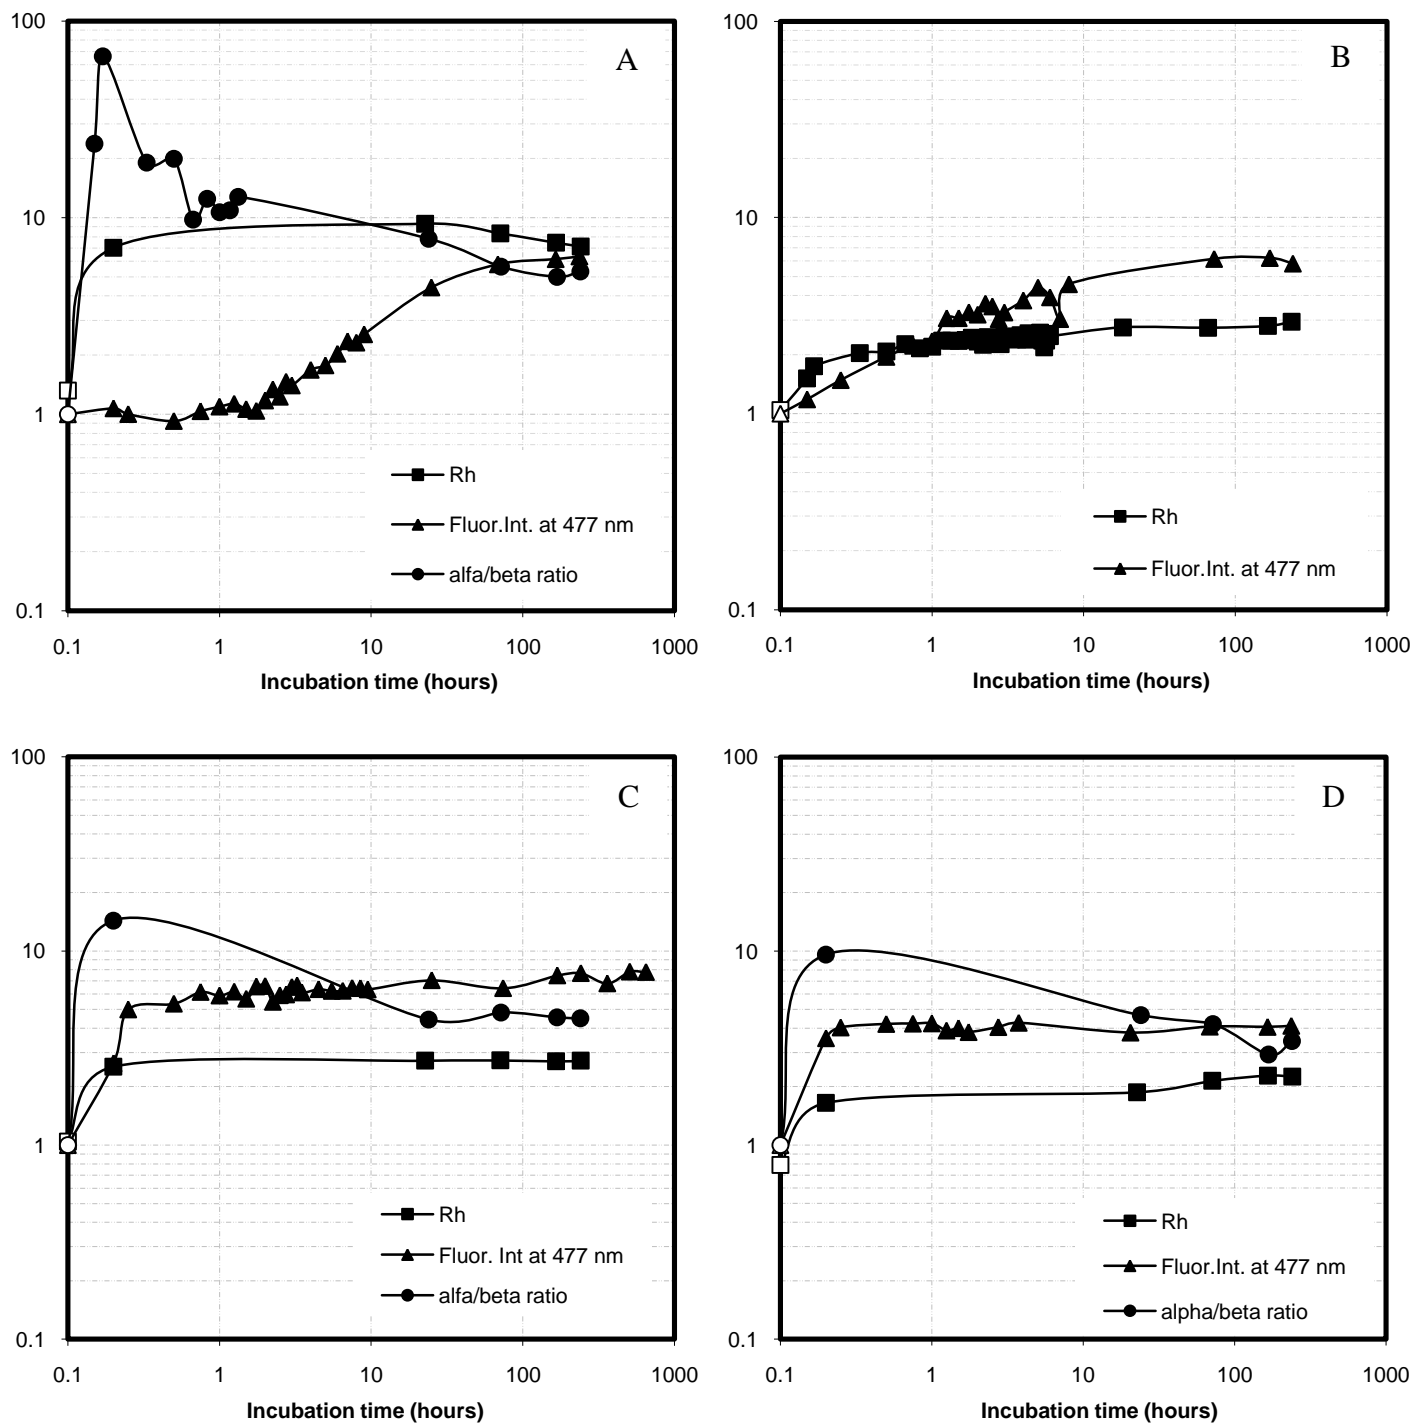 A
100
10
1
0.1
0.1 1 10 100 1000
Incubation time (hours)
Rh
Fluor.Int. at 477 nm
alfa/beta ratio
B
100
10
1
0.1
0.1 1 10 100 1000
Incubation time (hours)
Rh
Fluor.Int. at 477 nm
C
100
10
1
0.1
0.1 1 10 100 1000
Incubation time (hours)
Rh
Fluor. Int at 477 nm
alfa/beta ratio
D
100
10
1
0.1
0.1 1 10 100 1000
Incubation time (hours)
Rh
Fluor.Int. at 477 nm
alpha/beta ratio